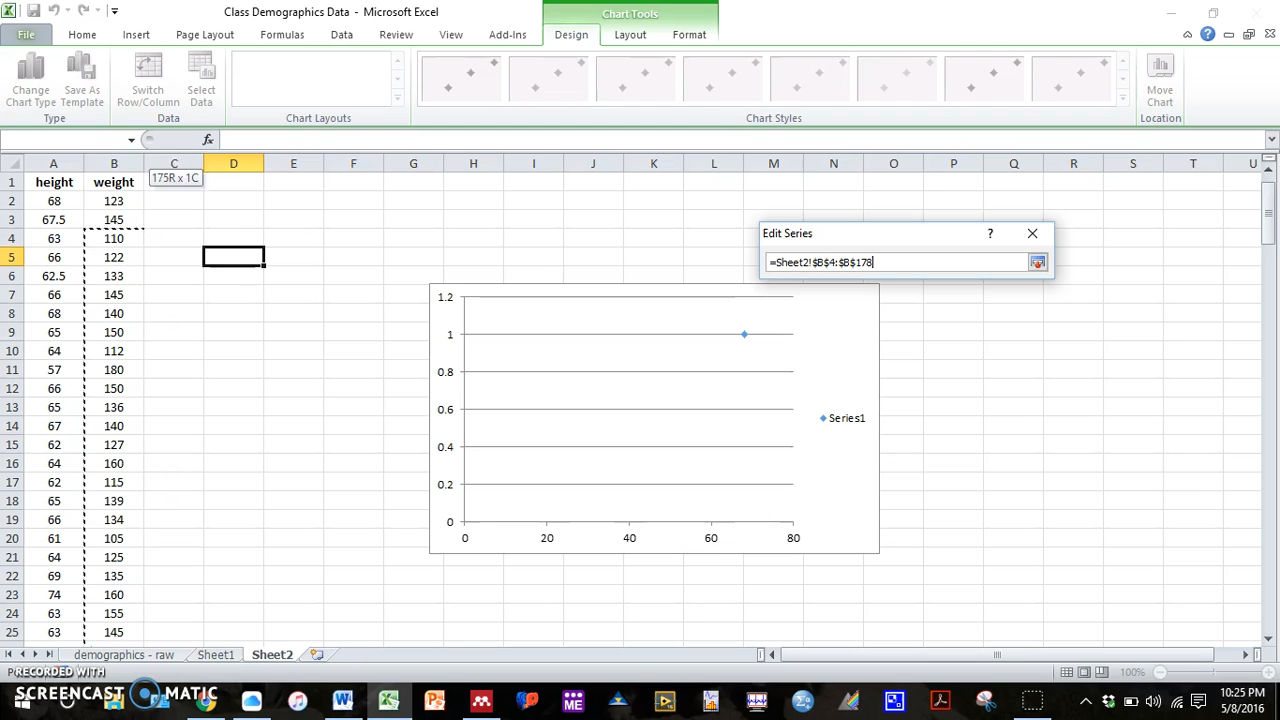 Class Demographics Data - Microsoft Excel
Chart Tools
File Home Insert Page Layout Formulas Data Review View Add-Ins Design Layout Format
Change Chart Type
Save As Template
Switch Row/Column
Select Data
Move Chart
Type Data Chart Layouts Chart Styles Location
fx
A B C D E F G H I J K L M N O P Q R S T U
175R x 1C
1 height weight
2 68 123
3 67.5 145
4 63 110
5 66 122
6 62.5 133
7 66 145
8 68 140
9 65 150
10 64 112
11 57 180
12 66 150
13 65 136
14 67 140
15 62 127
16 64 160
17 62 115
18 65 139
19 66 134
20 61 105
21 64 125
22 69 135
23 74 160
24 63 155
25 63 145
Edit Series
?
=Sheet2!$B$4:$B$178
1.2
1
0.8
0.6
0.4
0.2
0
0 20 40 60 80
Series1
demographics - raw Sheet1 Sheet2
100%
RECORDED WITH
SCREENCAST MATIC
ME
10:25 PM
5/8/2016